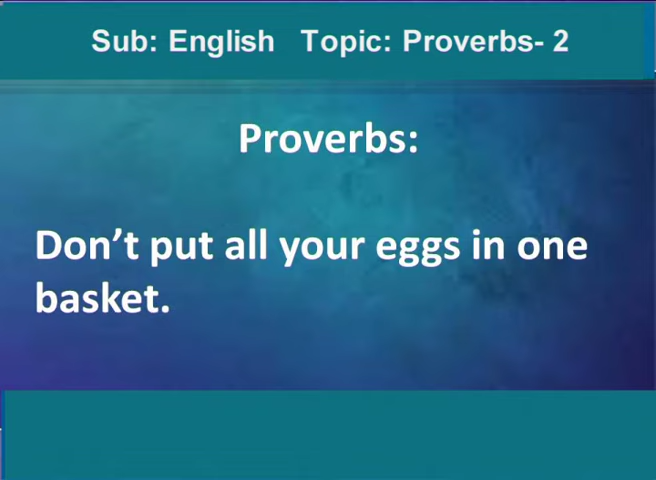 Sub: English   Topic: Proverbs- 2
Proverbs:
Don’t put all your eggs in one
basket.